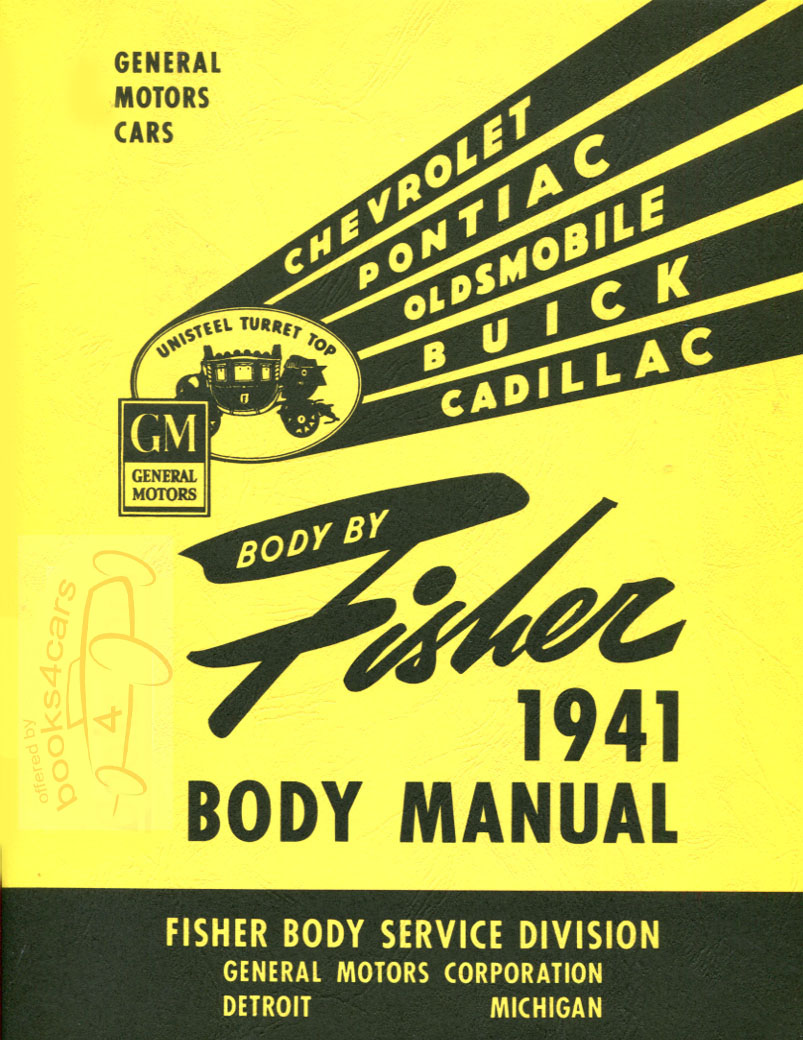 GENERAL
MOTORS
CARS
CHEVROLET
PONTIAC
OLDSMOBILE
BUICK
CADILLAC
UNISTEEL TURRET TOP
GM
GENERAL
MOTORS
BODY BY
Fisher
1941
BODY MANUAL
offered by
books4cars
4
FISHER BODY SERVICE DIVISION
GENERAL MOTORS CORPORATION
DETROIT MICHIGAN